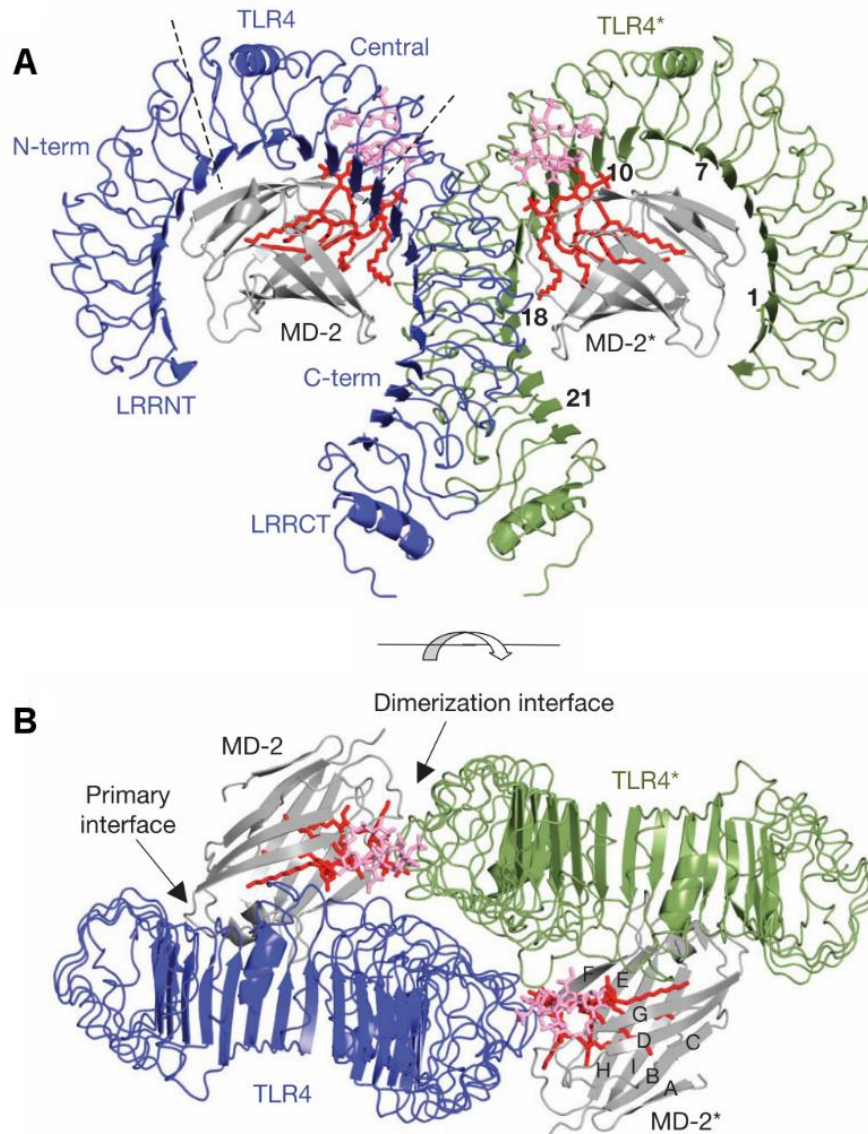 A
TLR4
Central
TLR4*
N-term
10
7
1
MD-2
18
MD-2*
C-term
21
LRRNT
LRRCT
B
Dimerization interface
MD-2
TLR4*
Primary
interface
F
E
G
D
C
H
I
B
A
TLR4
MD-2*